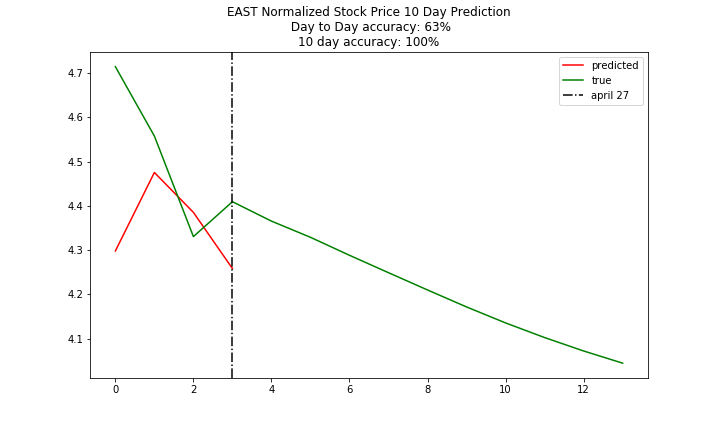 EAST Normalized Stock Price 10 Day Prediction
Day to Day accuracy: 63%
10 day accuracy: 100%
predicted
true
april 27
4.7
4.6
4.5
4.4
4.3
4.2
4.1
0 2 4 6 8 10 12